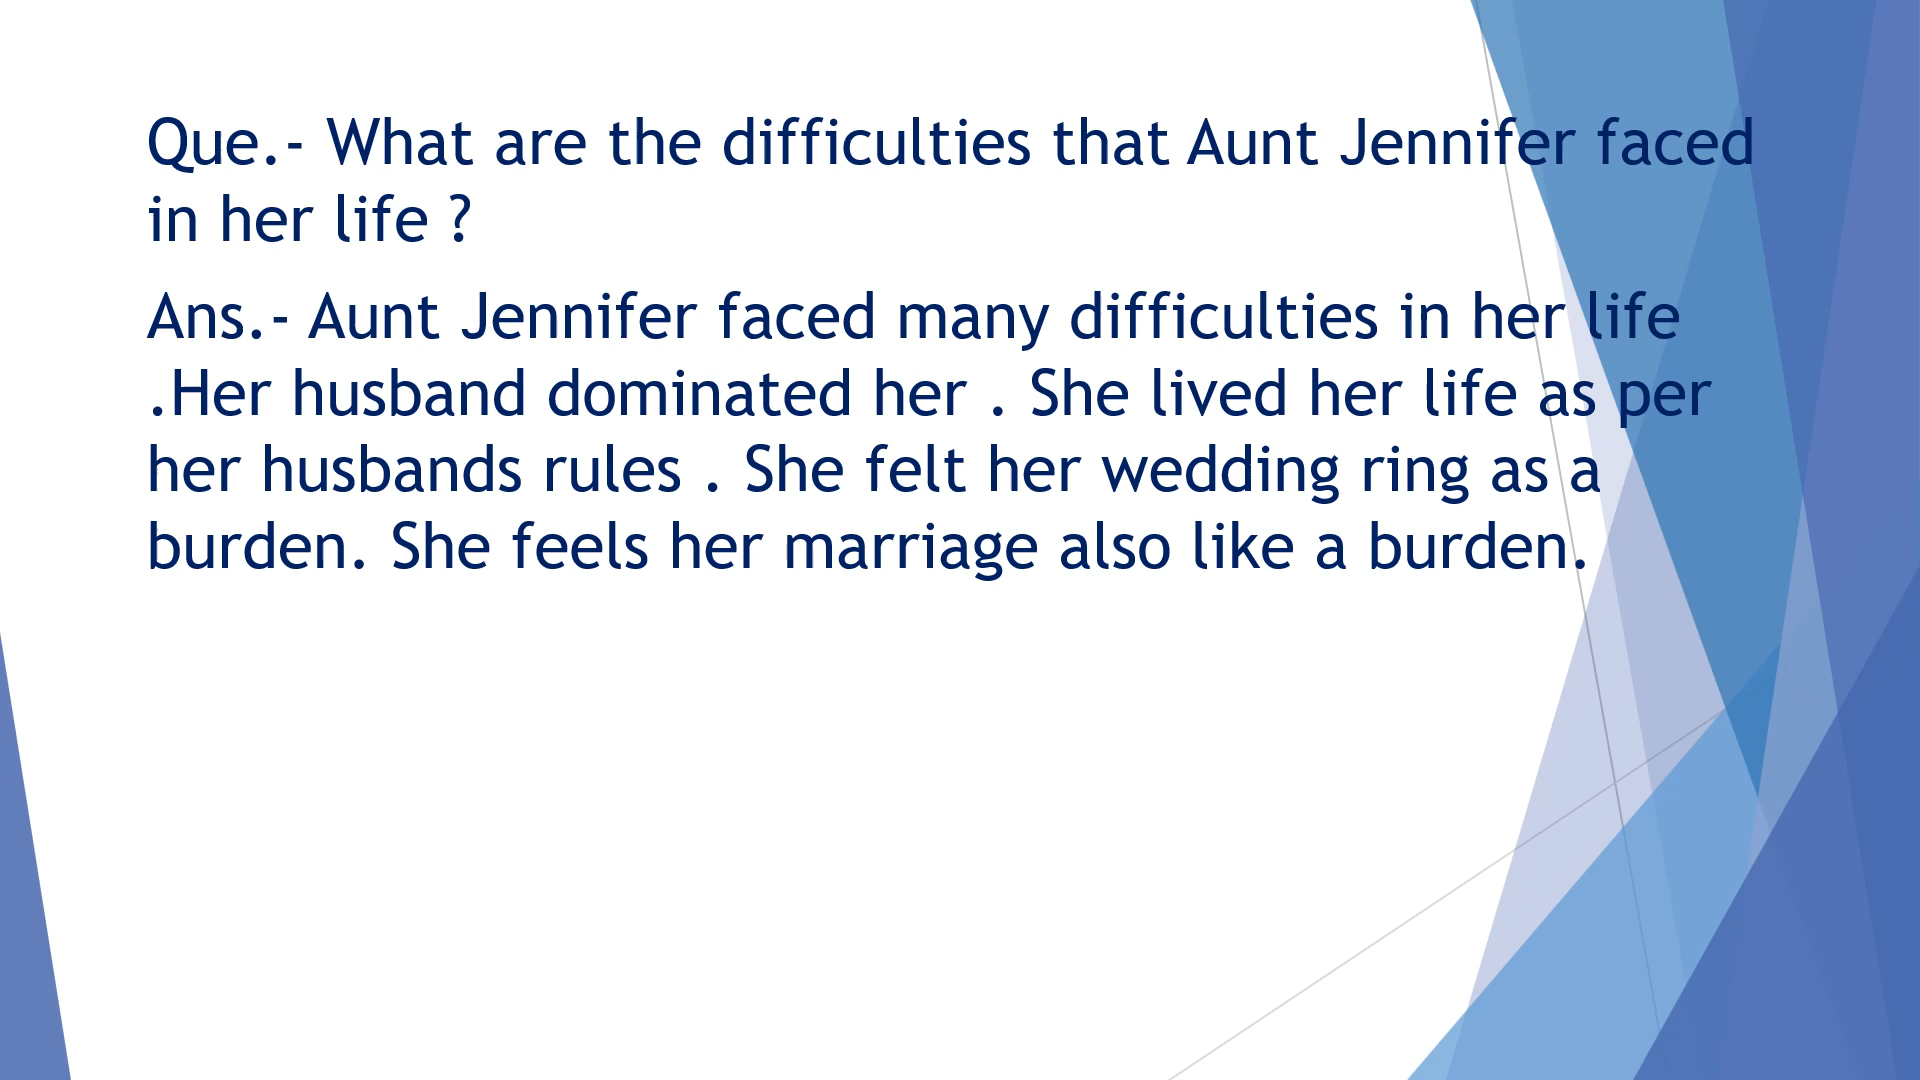 Que.- What are the difficulties that Aunt Jennifer faced
in her life ?
Ans.- Aunt Jennifer faced many difficulties in her life
.Her husband dominated her . She lived her life as per
her husbands rules . She felt her wedding ring as a
burden. She feels her marriage also like a burden.